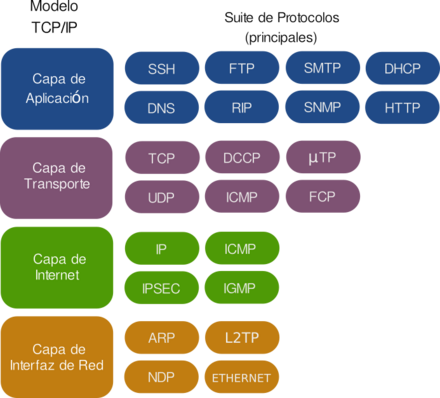 Modelo
TCP/IP
Suite de Protocolos
(principales)
Capa de
Aplicación
SSH FTP SMTP DHCP
DNS RIP SNMP HTTP
Capa de
Transporte
TCP DCCP µTP
UDP ICMP FCP
Capa de
Internet
IP ICMP
IPSEC IGMP
Capa de
Interfaz de Red
ARP L2TP
NDP ETHERNET